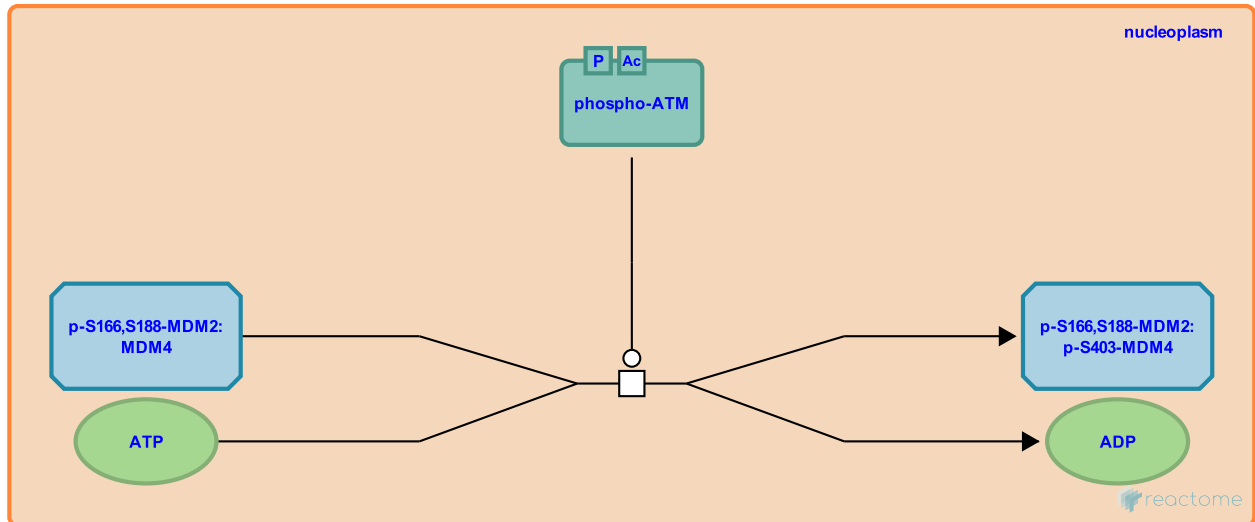 nucleoplasm
P
Ac
phospho-ATM
p-S166,S188-MDM2:
MDM4
p-S166,S188-MDM2:
p-S403-MDM4
ATP
ADP
reactome